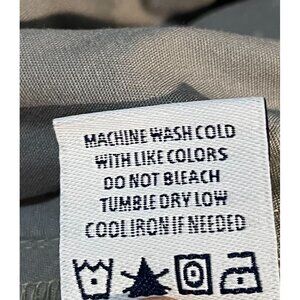 MACHINE WASH COLD
WITH LIKE COLORS
DO NOT BLEACH
TUMBLE DRY LOW
COOL IRON IF NEEDED